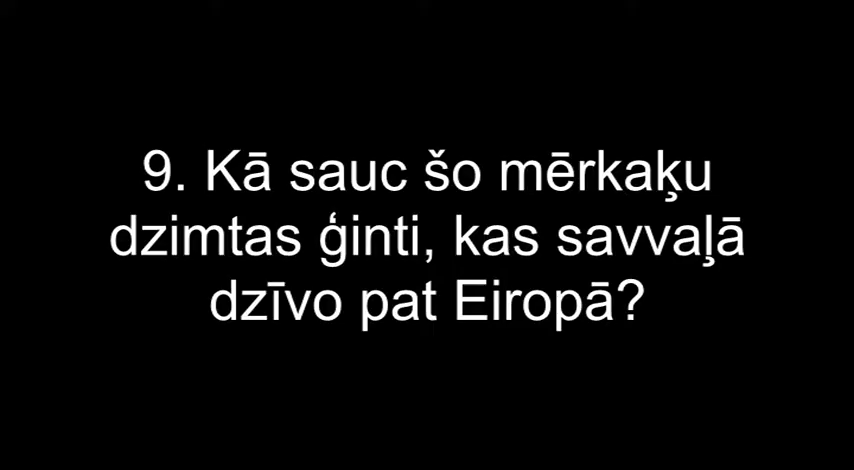 9. Kā sauc šo mērkaķu
dzimtas ģinti, kas savvaļā
dzīvo pat Eiropā?